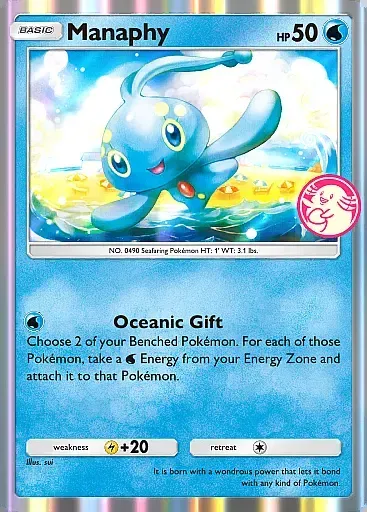 BASIC Manaphy HP 50
NO. 0490 Seafaring Pokémon HT: 1' WT: 3.1 lbs.
Oceanic Gift
Choose 2 of your Benched Pokémon. For each of those
Pokémon, take a Energy from your Energy Zone and
attach it to that Pokémon.
weakness +20 retreat
Illus. sui
It is born with a wondrous power that lets it bond
with any kind of Pokémon.